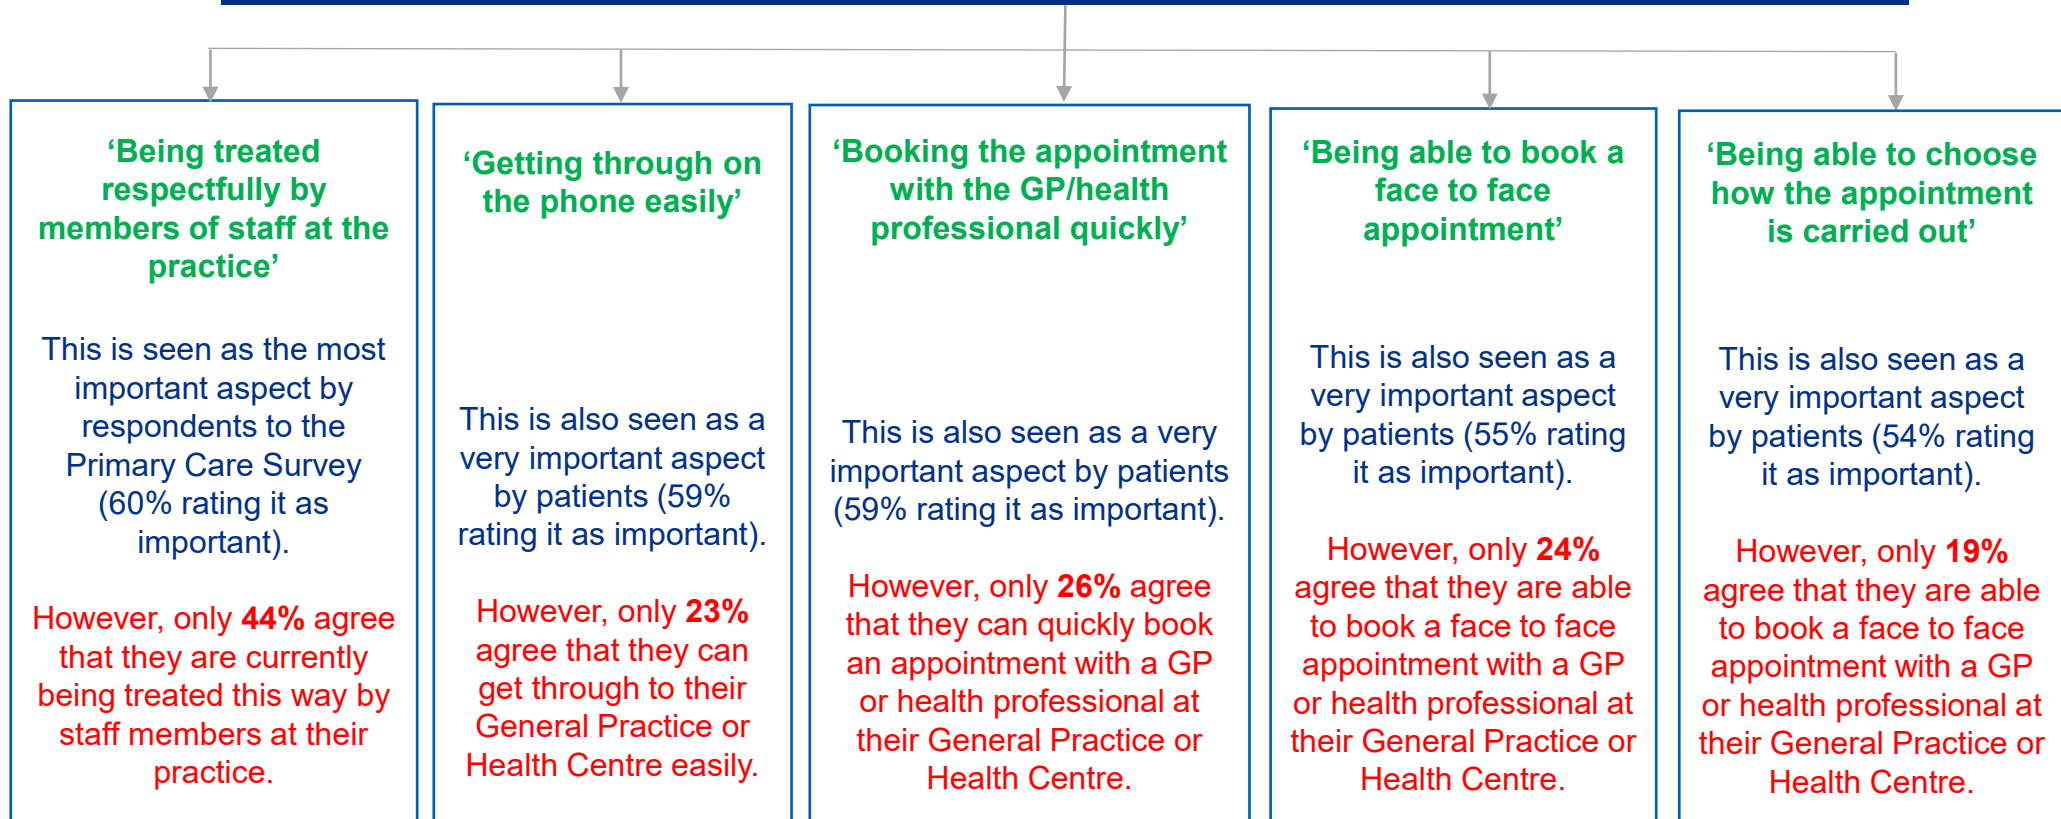 ‘Being treated
respectfully by
members of staff at the
practice’
This is seen as the most
important aspect by
respondents to the
Primary Care Survey
(60% rating it as
important).
However, only 44% agree
that they are currently
being treated this way by
staff members at their
practice.
‘Getting through on
the phone easily’
This is also seen as a
very important aspect
by patients (59%
rating it as important).
However, only 23%
agree that they can
get through to their
General Practice or
Health Centre easily.
‘Booking the appointment
with the GP/health
professional quickly’
This is also seen as a very
important aspect by patients
(59% rating it as important).
However, only 26% agree
that they can quickly book
an appointment with a GP
or health professional at
their General Practice or
Health Centre.
‘Being able to book a
face to face
appointment’
This is also seen as a
very important aspect
by patients (55% rating
it as important).
However, only 24%
agree that they are able
to book a face to face
appointment with a GP
or health professional at
their General Practice or
Health Centre.
‘Being able to choose
how the appointment
is carried out’
This is also seen as a
very important aspect
by patients (54% rating
it as important).
However, only 19%
agree that they are able
to book a face to face
appointment with a GP
or health professional at
their General Practice or
Health Centre.